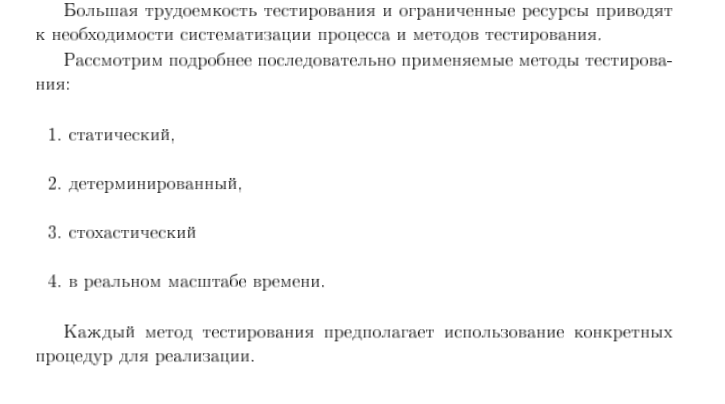 Большая трудоемкость тестирования и ограниченные ресурсы приводят
к необходимости систематизации процесса и методов тестирования.
Рассмотрим подробнее последовательно применяемые методы тестирова-
ния:
1. статический,
2. детерминированный,
3. стохастический
4. в реальном масштабе времени.
Каждый метод тестирования предполагает использование конкретных
процедур для реализации.